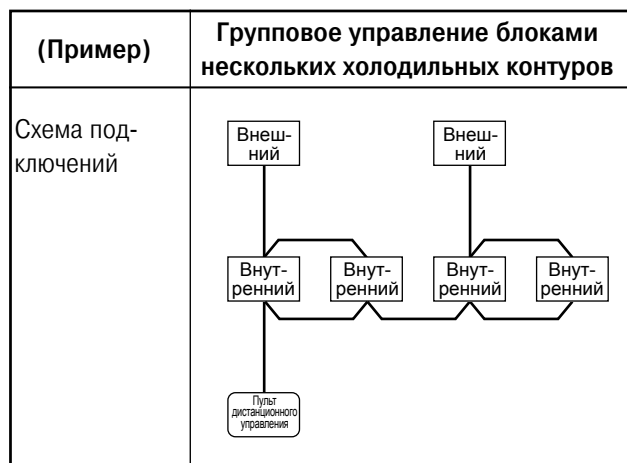 (Пример)
Групповое управление блоками
нескольких холодильных контуров
Схема под-
ключений
Внеш-
ний
Внеш-
ний
Внут-
ренний
Внут-
ренний
Внут-
ренний
Внут-
ренний
Пульт
дистанционного
управления